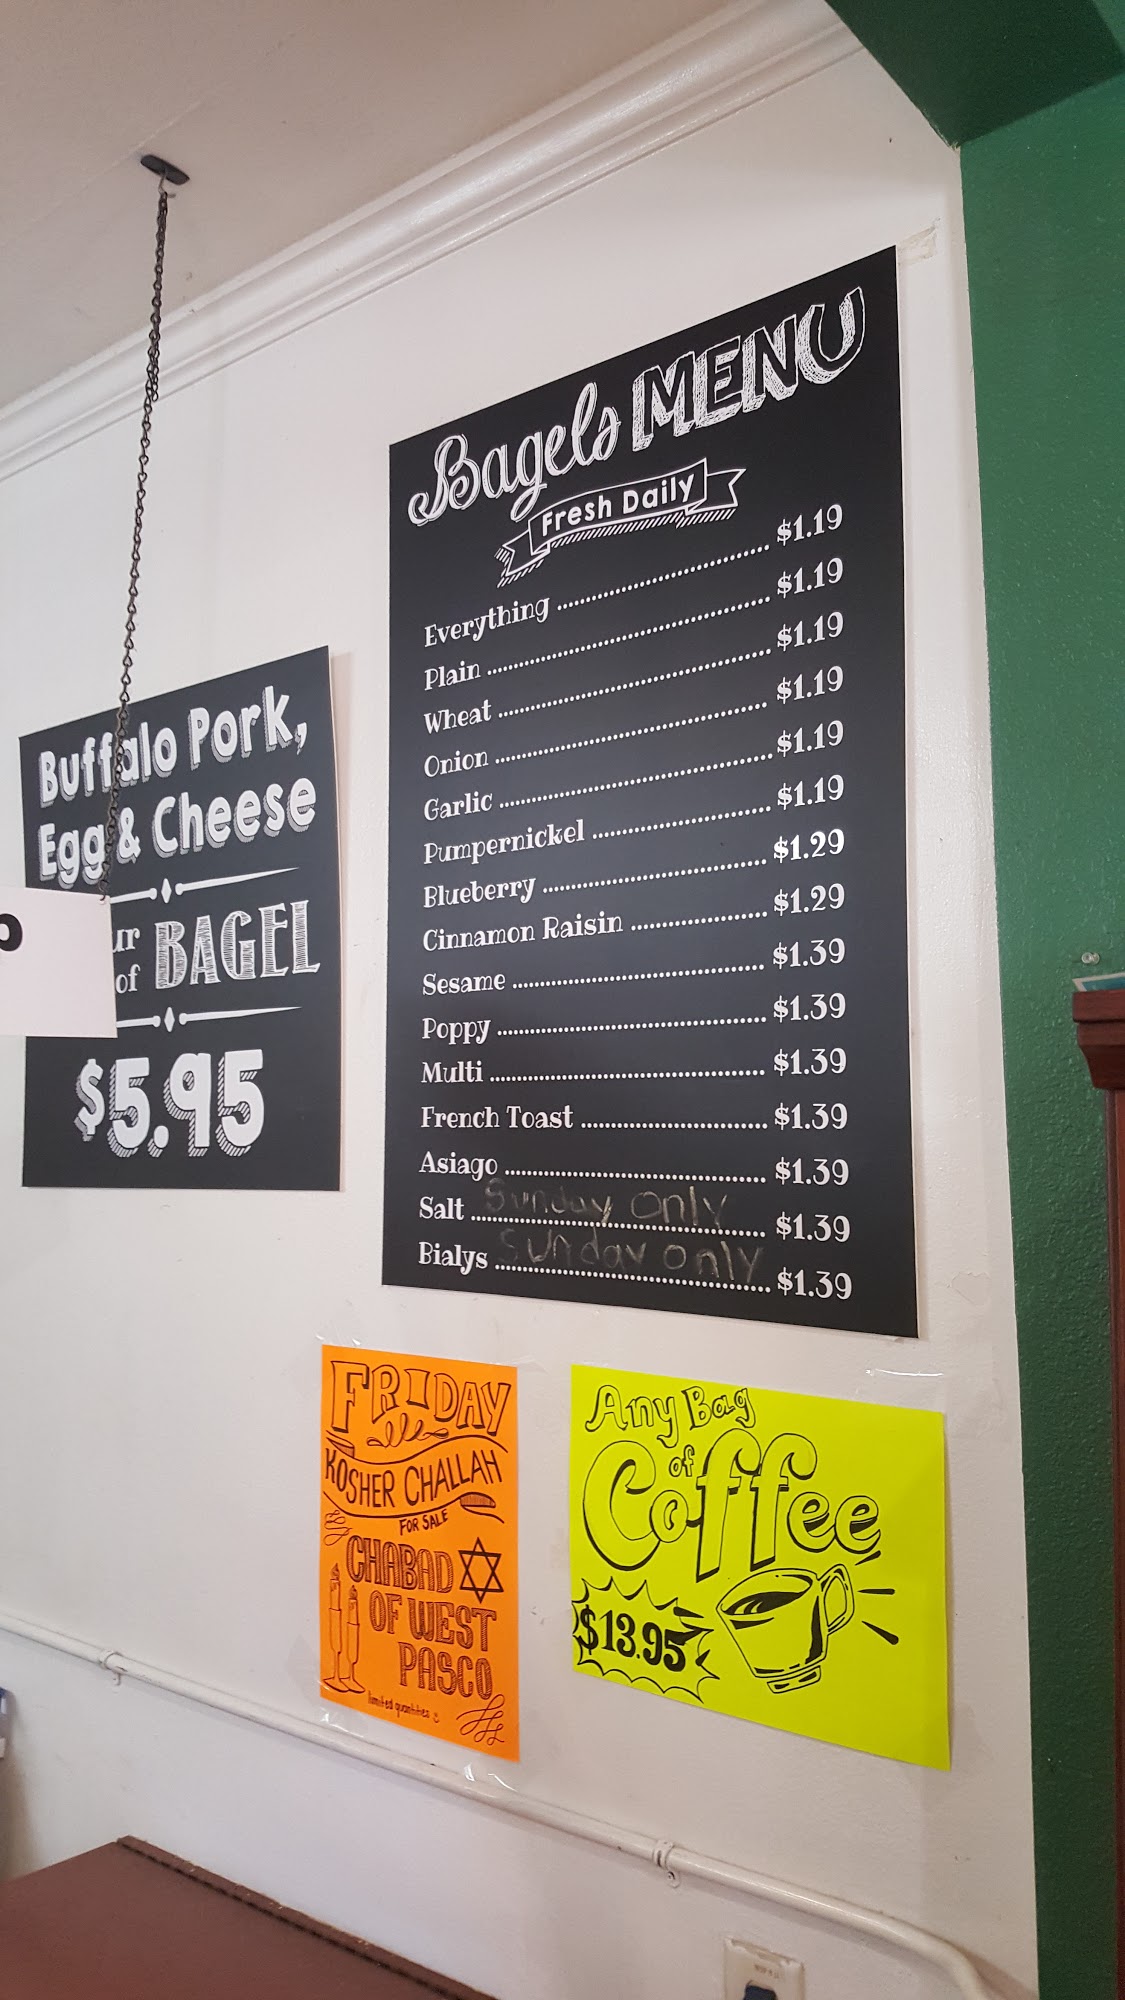 Bagels MENU
Fresh Daily
Everything ........ $1.19
Plain ........ $1.19
Wheat ........ $1.19
Onion ........ $1.19
Garlic ........ $1.19
Pumpernickel ........ $1.19
Blueberry ........ $1.29
Cinnamon Raisin ........ $1.29
Sesame ........ $1.39
Poppy ........ $1.39
Multi ........ $1.39
French Toast ........ $1.39
Asiago ........ $1.39
Salt Sunday only ........ $1.39
Bialys Sunday only ........ $1.39
Buffalo Pork,
Egg & Cheese
of BAGEL
$5.95
FRIDAY
KOSHER CHALLAH
FOR SALE
CHABAD
OF WEST
PASCO
limited quantities
Any Bag
of
Coffee
$13.95